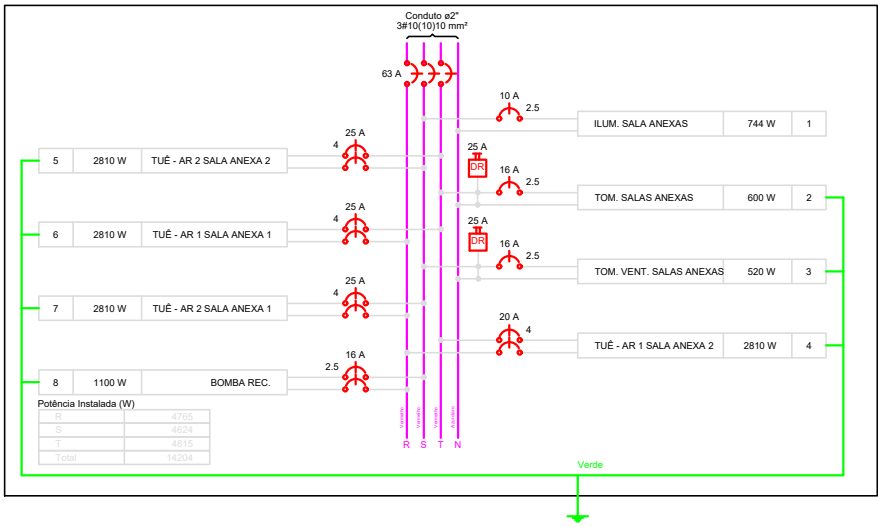 Conduto ø2"
3#10(10)10 mm²
63 A
10 A
2.5
ILUM. SALA ANEXAS 744 W 1
25 A
4
5 2810 W TUÊ - AR 2 SALA ANEXA 2
25 A
DR
16 A
2.5
TOM. SALAS ANEXAS 600 W 2
25 A
4
6 2810 W TUÊ - AR 1 SALA ANEXA 1
25 A
DR
16 A
2.5
TOM. VENT. SALAS ANEXAS 520 W 3
25 A
4
7 2810 W TUÊ - AR 2 SALA ANEXA 1
20 A
4
TUÊ - AR 1 SALA ANEXA 2 2810 W 4
16 A
2.5
8 1100 W BOMBA REC.
Potência Instalada (W)
R 4765
S 4624
T 4815
Total 14204
Vermelho Vermelho Vermelho
R S T N
Verde